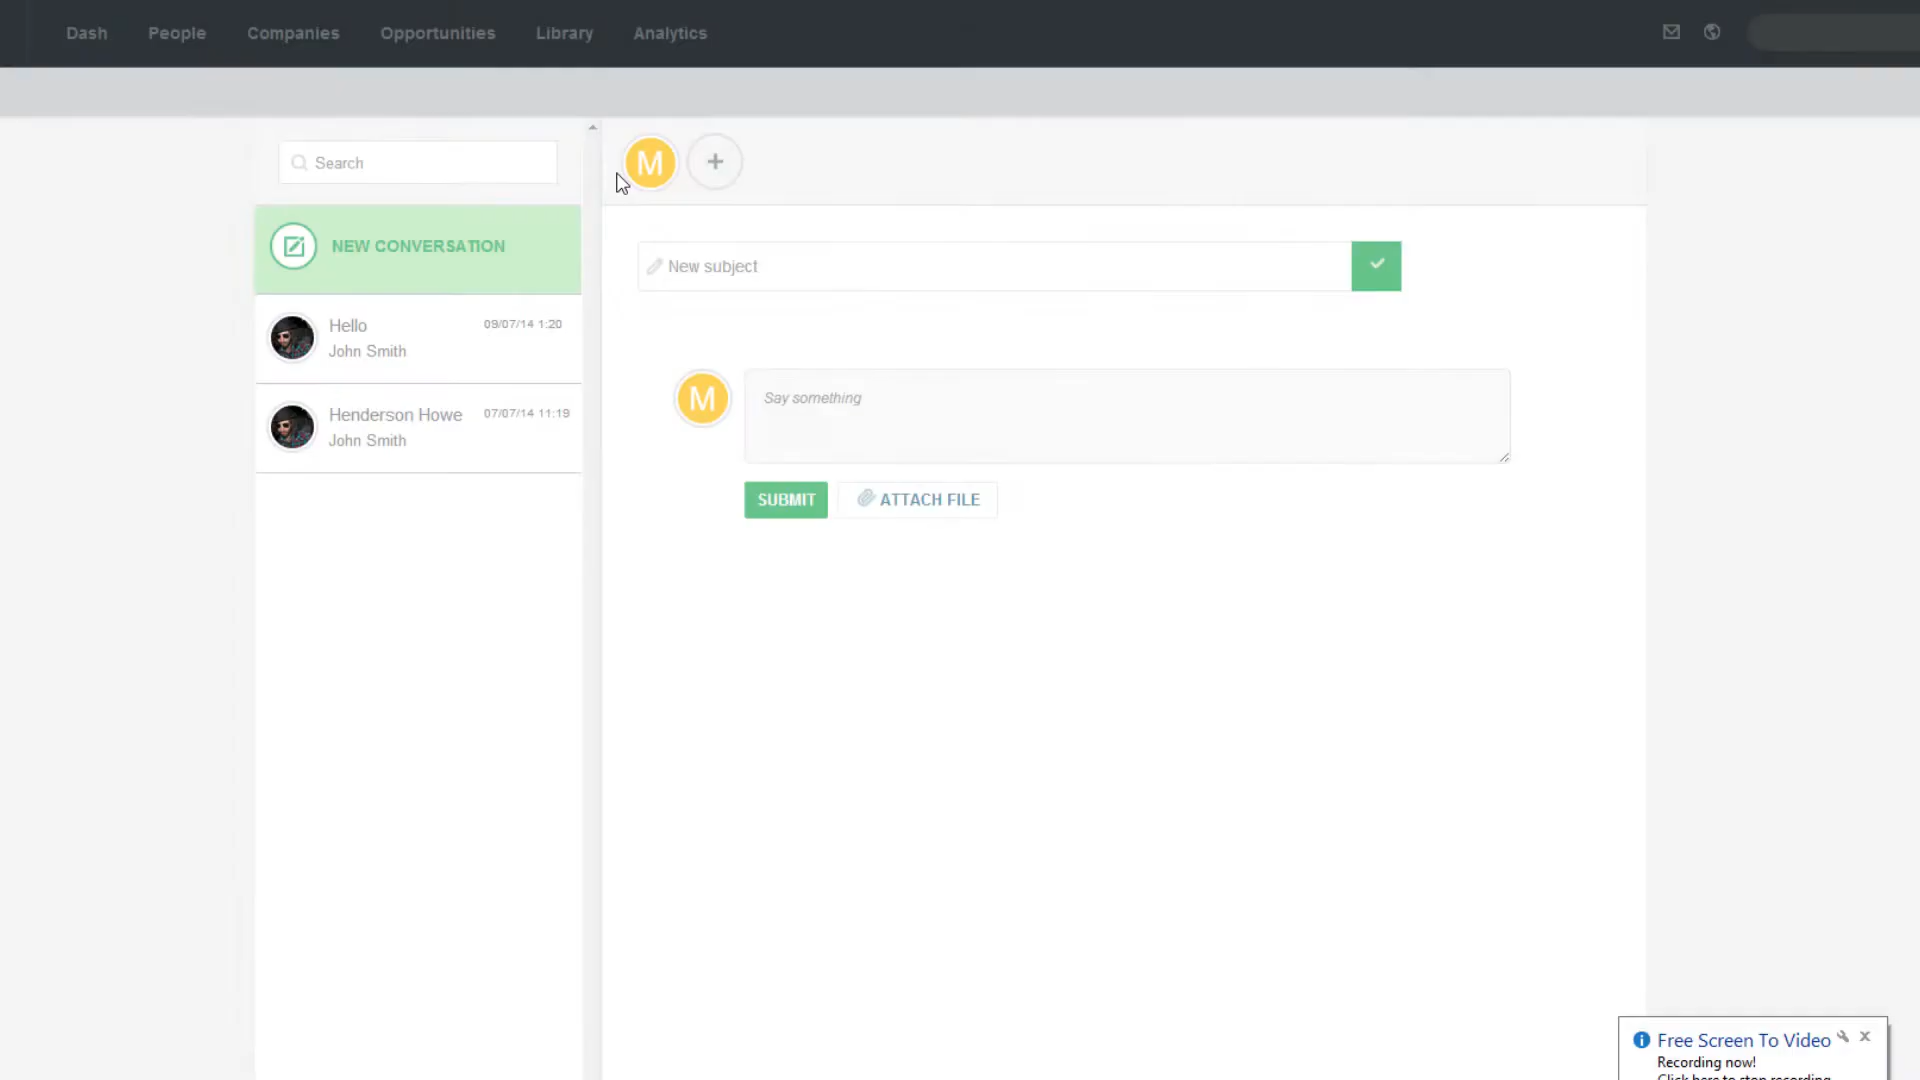 Dash People Companies Opportunities Library Analytics
Search
M
NEW CONVERSATION
New subject
Hello 09/07/14 1:20
John Smith
M
Say something
Henderson Howe 07/07/14 11:19
John Smith
SUBMIT ATTACH FILE
Free Screen To Video
Recording now!
Click here to stop recording